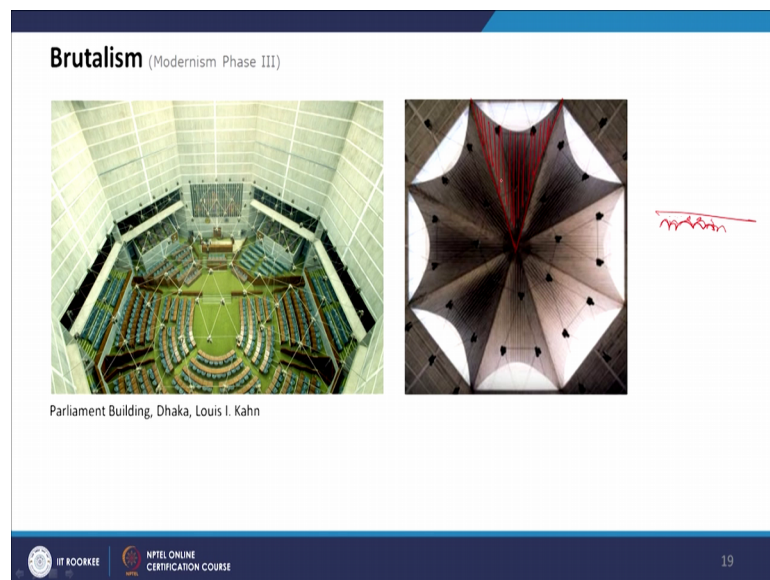 Brutalism (Modernism Phase III)
Parliament Building, Dhaka, Louis I. Kahn
IIT ROORKEE
NPTEL ONLINE
CERTIFICATION COURSE
19